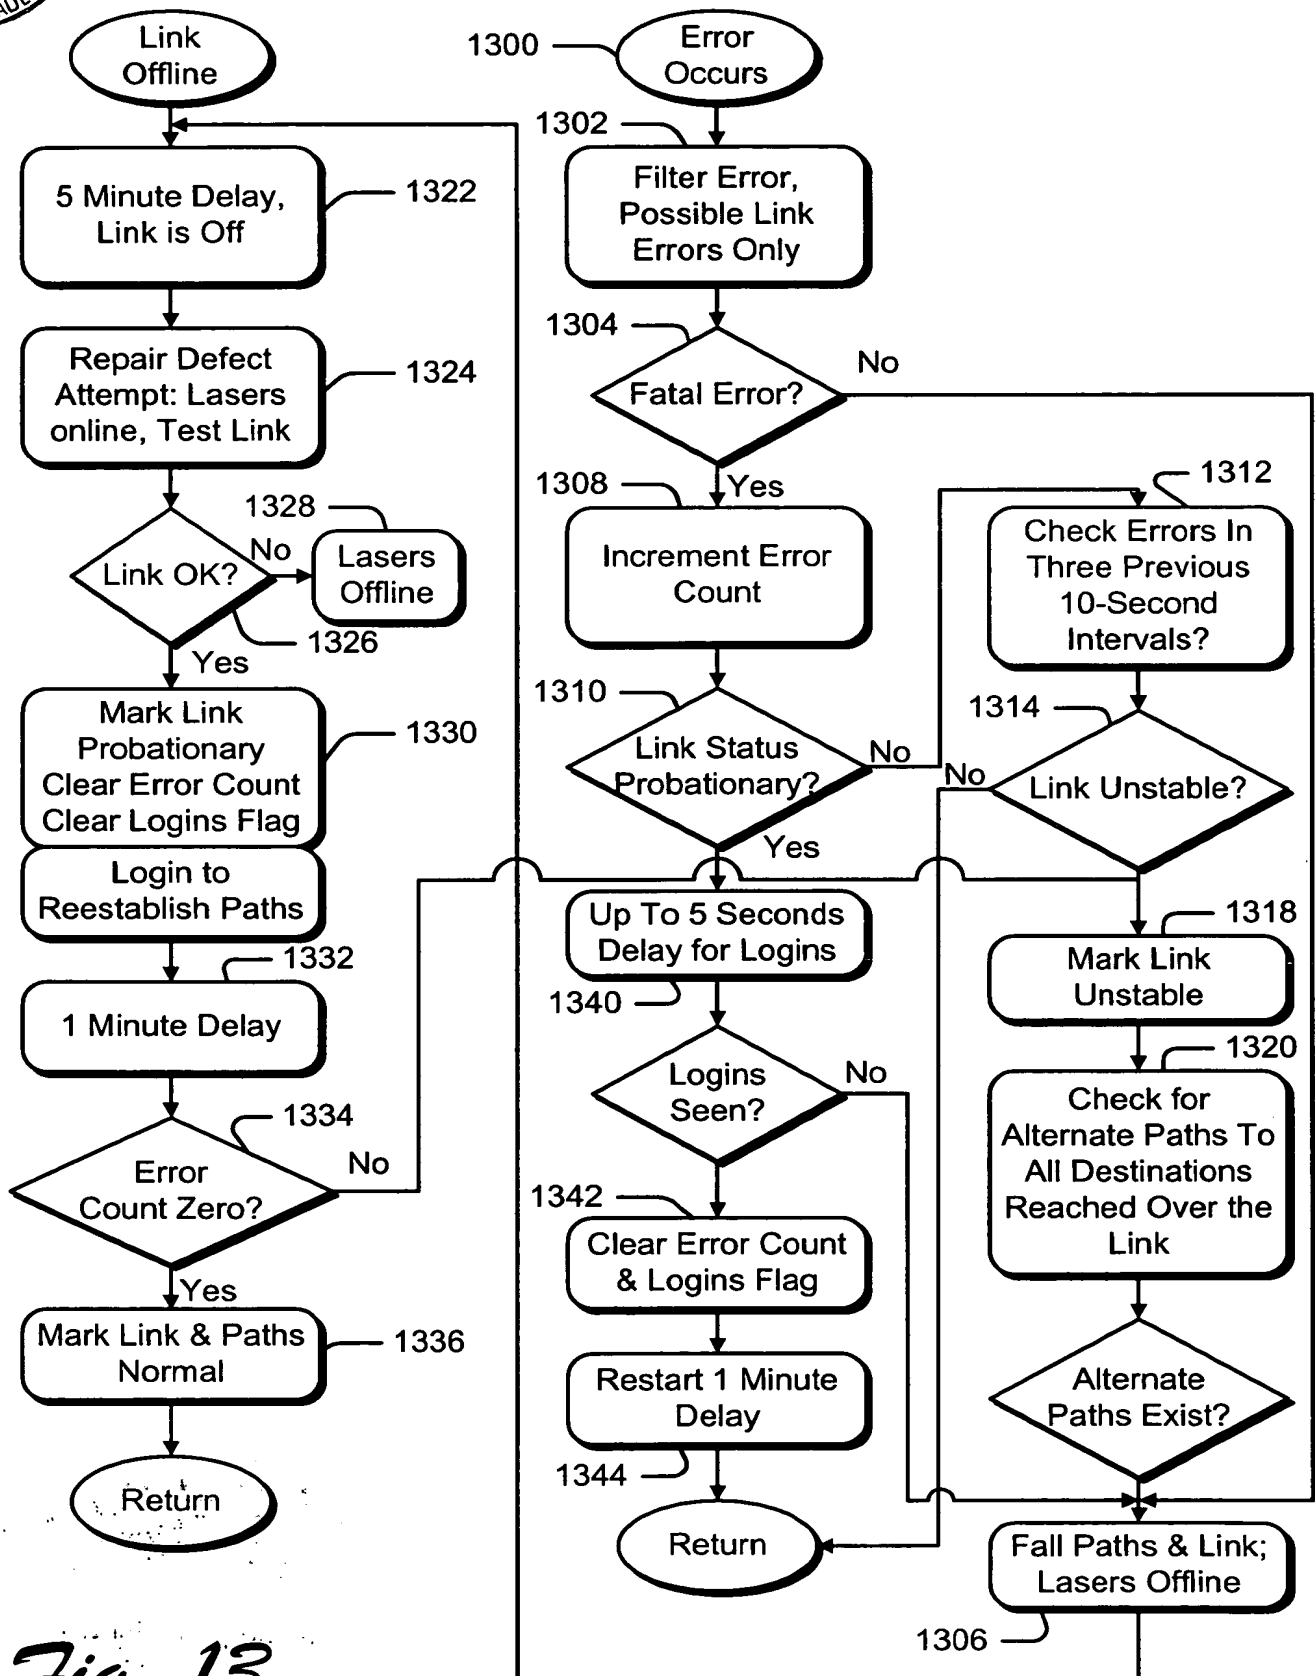 Link
Offline
5 Minute Delay,
Link is Off
1322
Repair Defect
Attempt: Lasers
online, Test Link
1324
Link OK?
1326
No
1328
Lasers
Offline
Yes
Mark Link
Probationary
Clear Error Count
Clear Logins Flag
1330
Login to
Reestablish Paths
1332
1 Minute Delay
1334
Error
Count Zero?
No
Yes
Mark Link & Paths
Normal
1336
Return
1300
Error
Occurs
1302
Filter Error,
Possible Link
Errors Only
1304
Fatal Error?
No
Yes
1308
Increment Error
Count
1310
Link Status
Probationary?
No
Yes
Up To 5 Seconds
Delay for Logins
1340
Logins
Seen?
No
1342
Clear Error Count
& Logins Flag
Restart 1 Minute
Delay
1344
Return
1312
Check Errors In
Three Previous
10-Second
Intervals?
1314
Link Unstable?
No
1318
Mark Link
Unstable
1320
Check for
Alternate Paths To
All Destinations
Reached Over the
Link
Alternate
Paths Exist?
Fall Paths & Link;
Lasers Offline
1306
Fig. 13